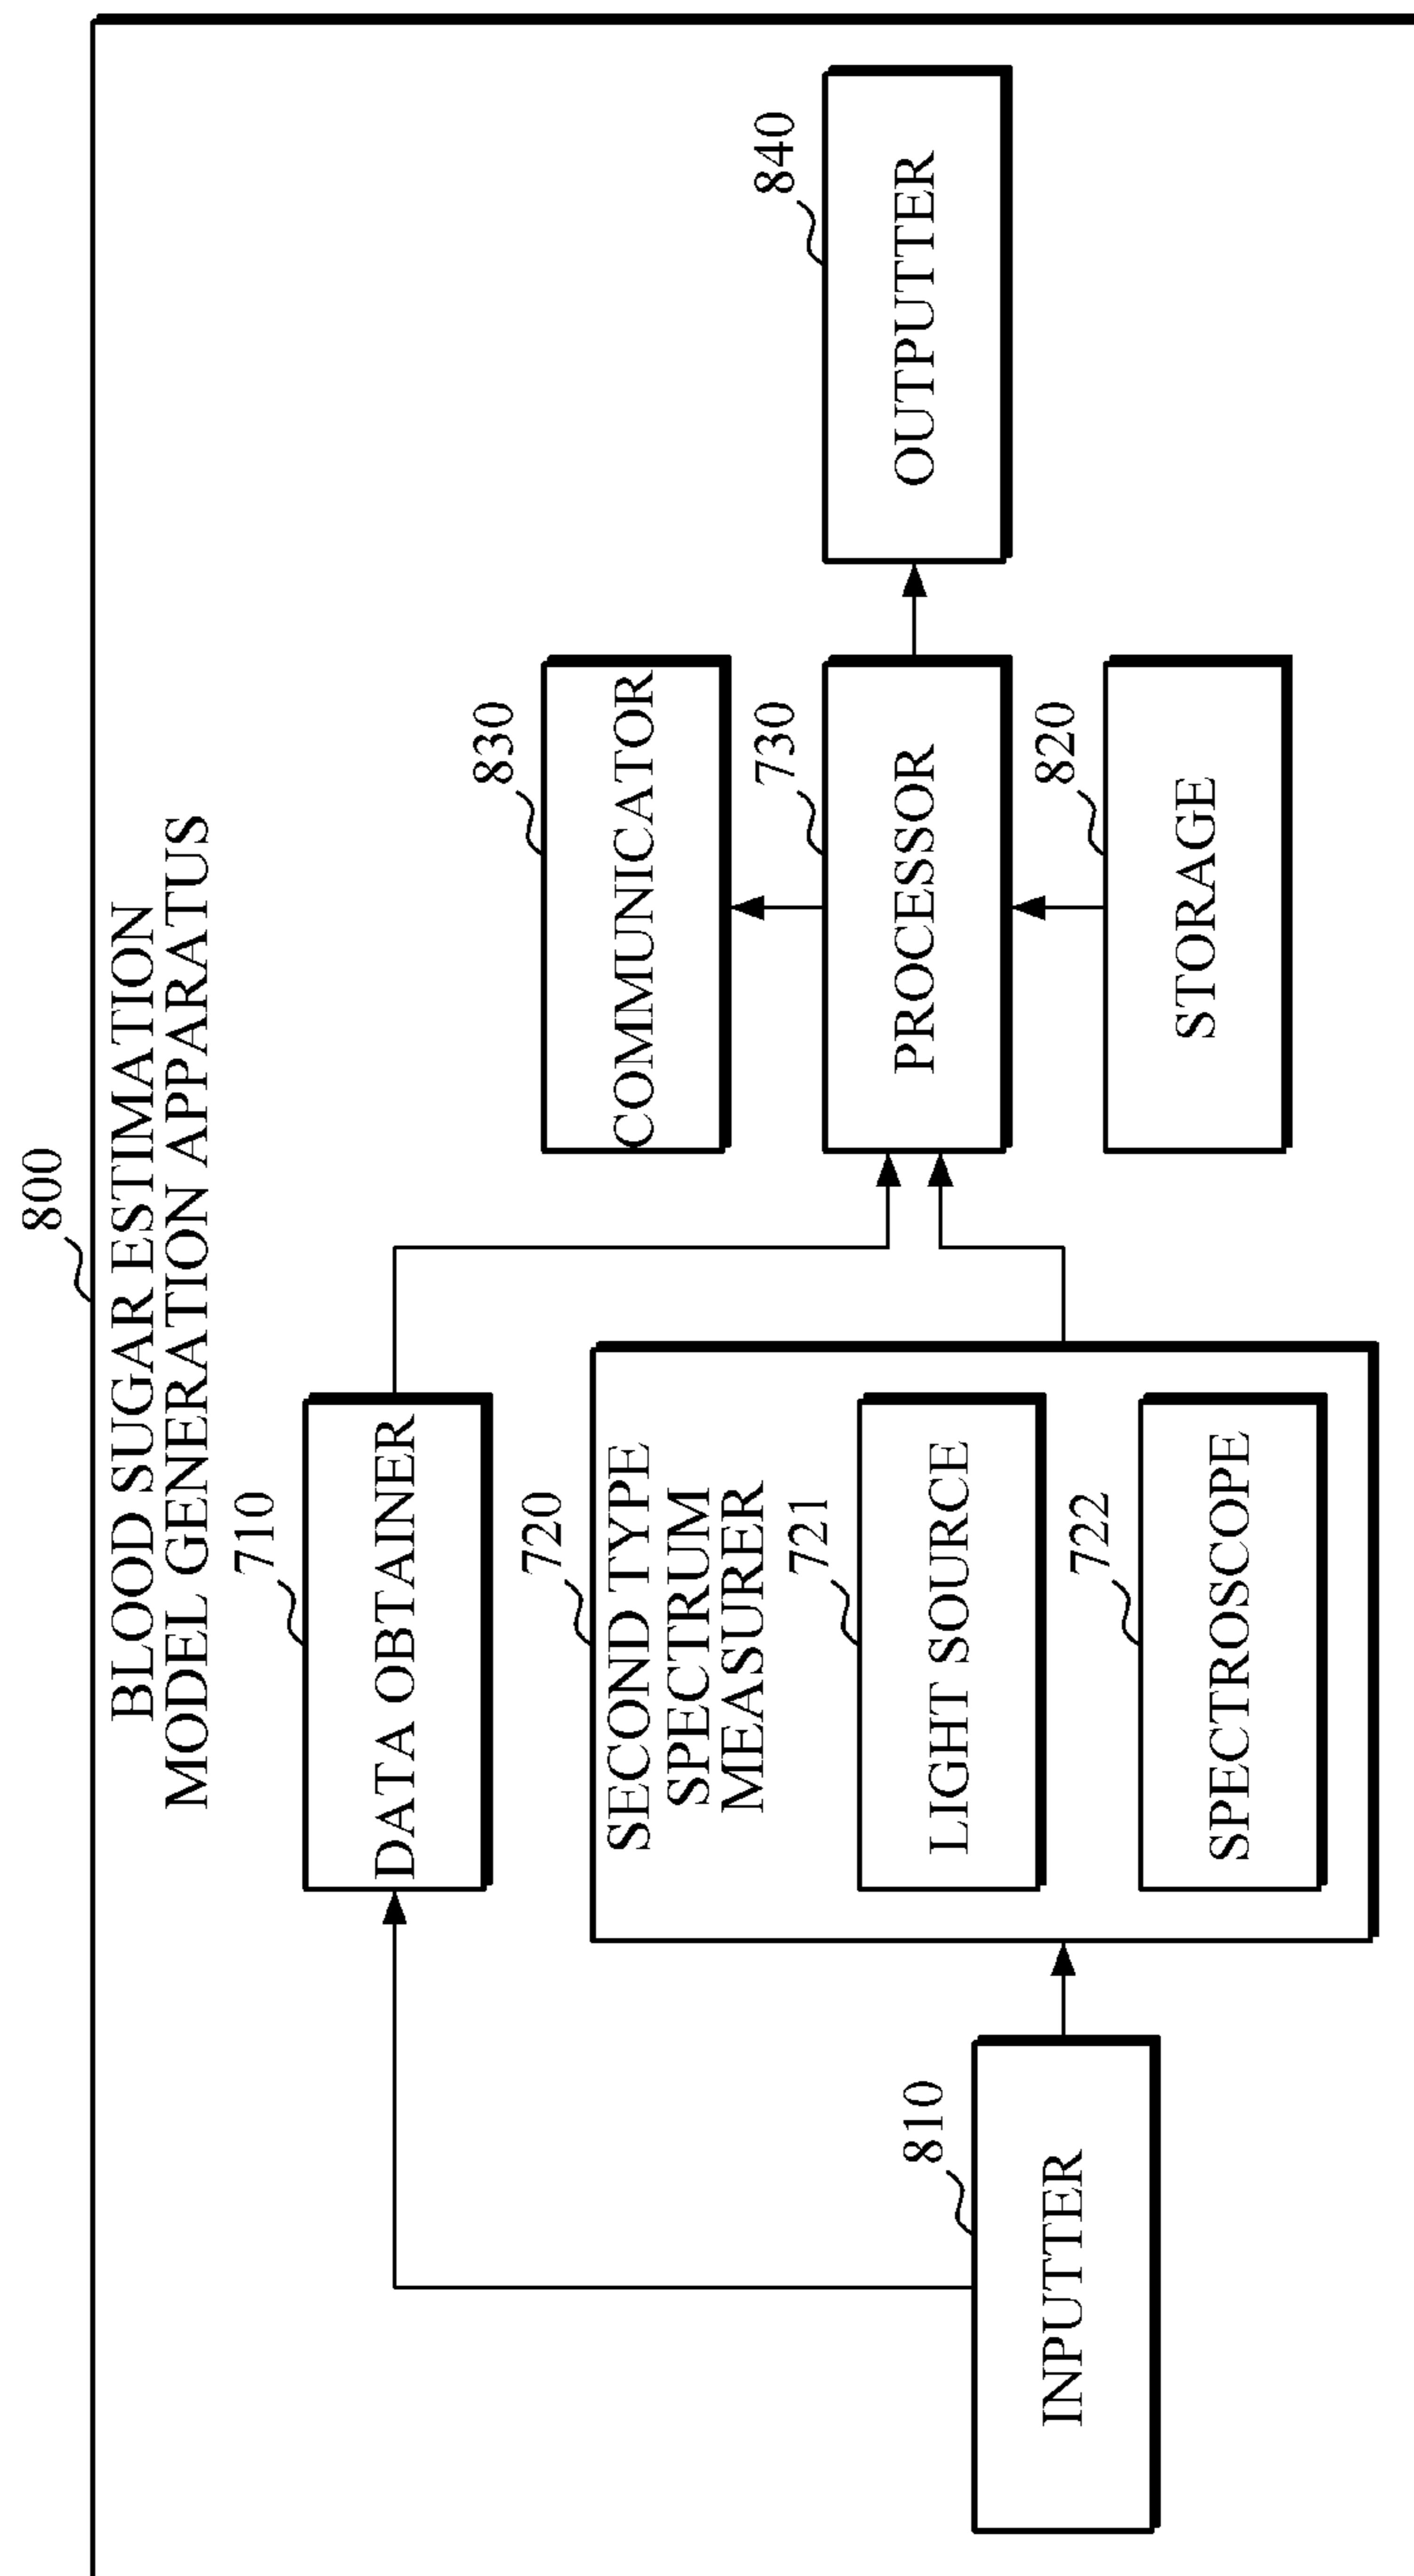 800
BLOOD SUGAR ESTIMATION
MODEL GENERATION APPARATUS
710
DATA OBTAINER
720
SECOND TYPE
SPECTRUM
MEASURER
721
LIGHT SOURCE
722
SPECTROSCOPE
810
INPUTTER
830
COMMUNICATOR
730
PROCESSOR
820
STORAGE
840
OUTPUTTER